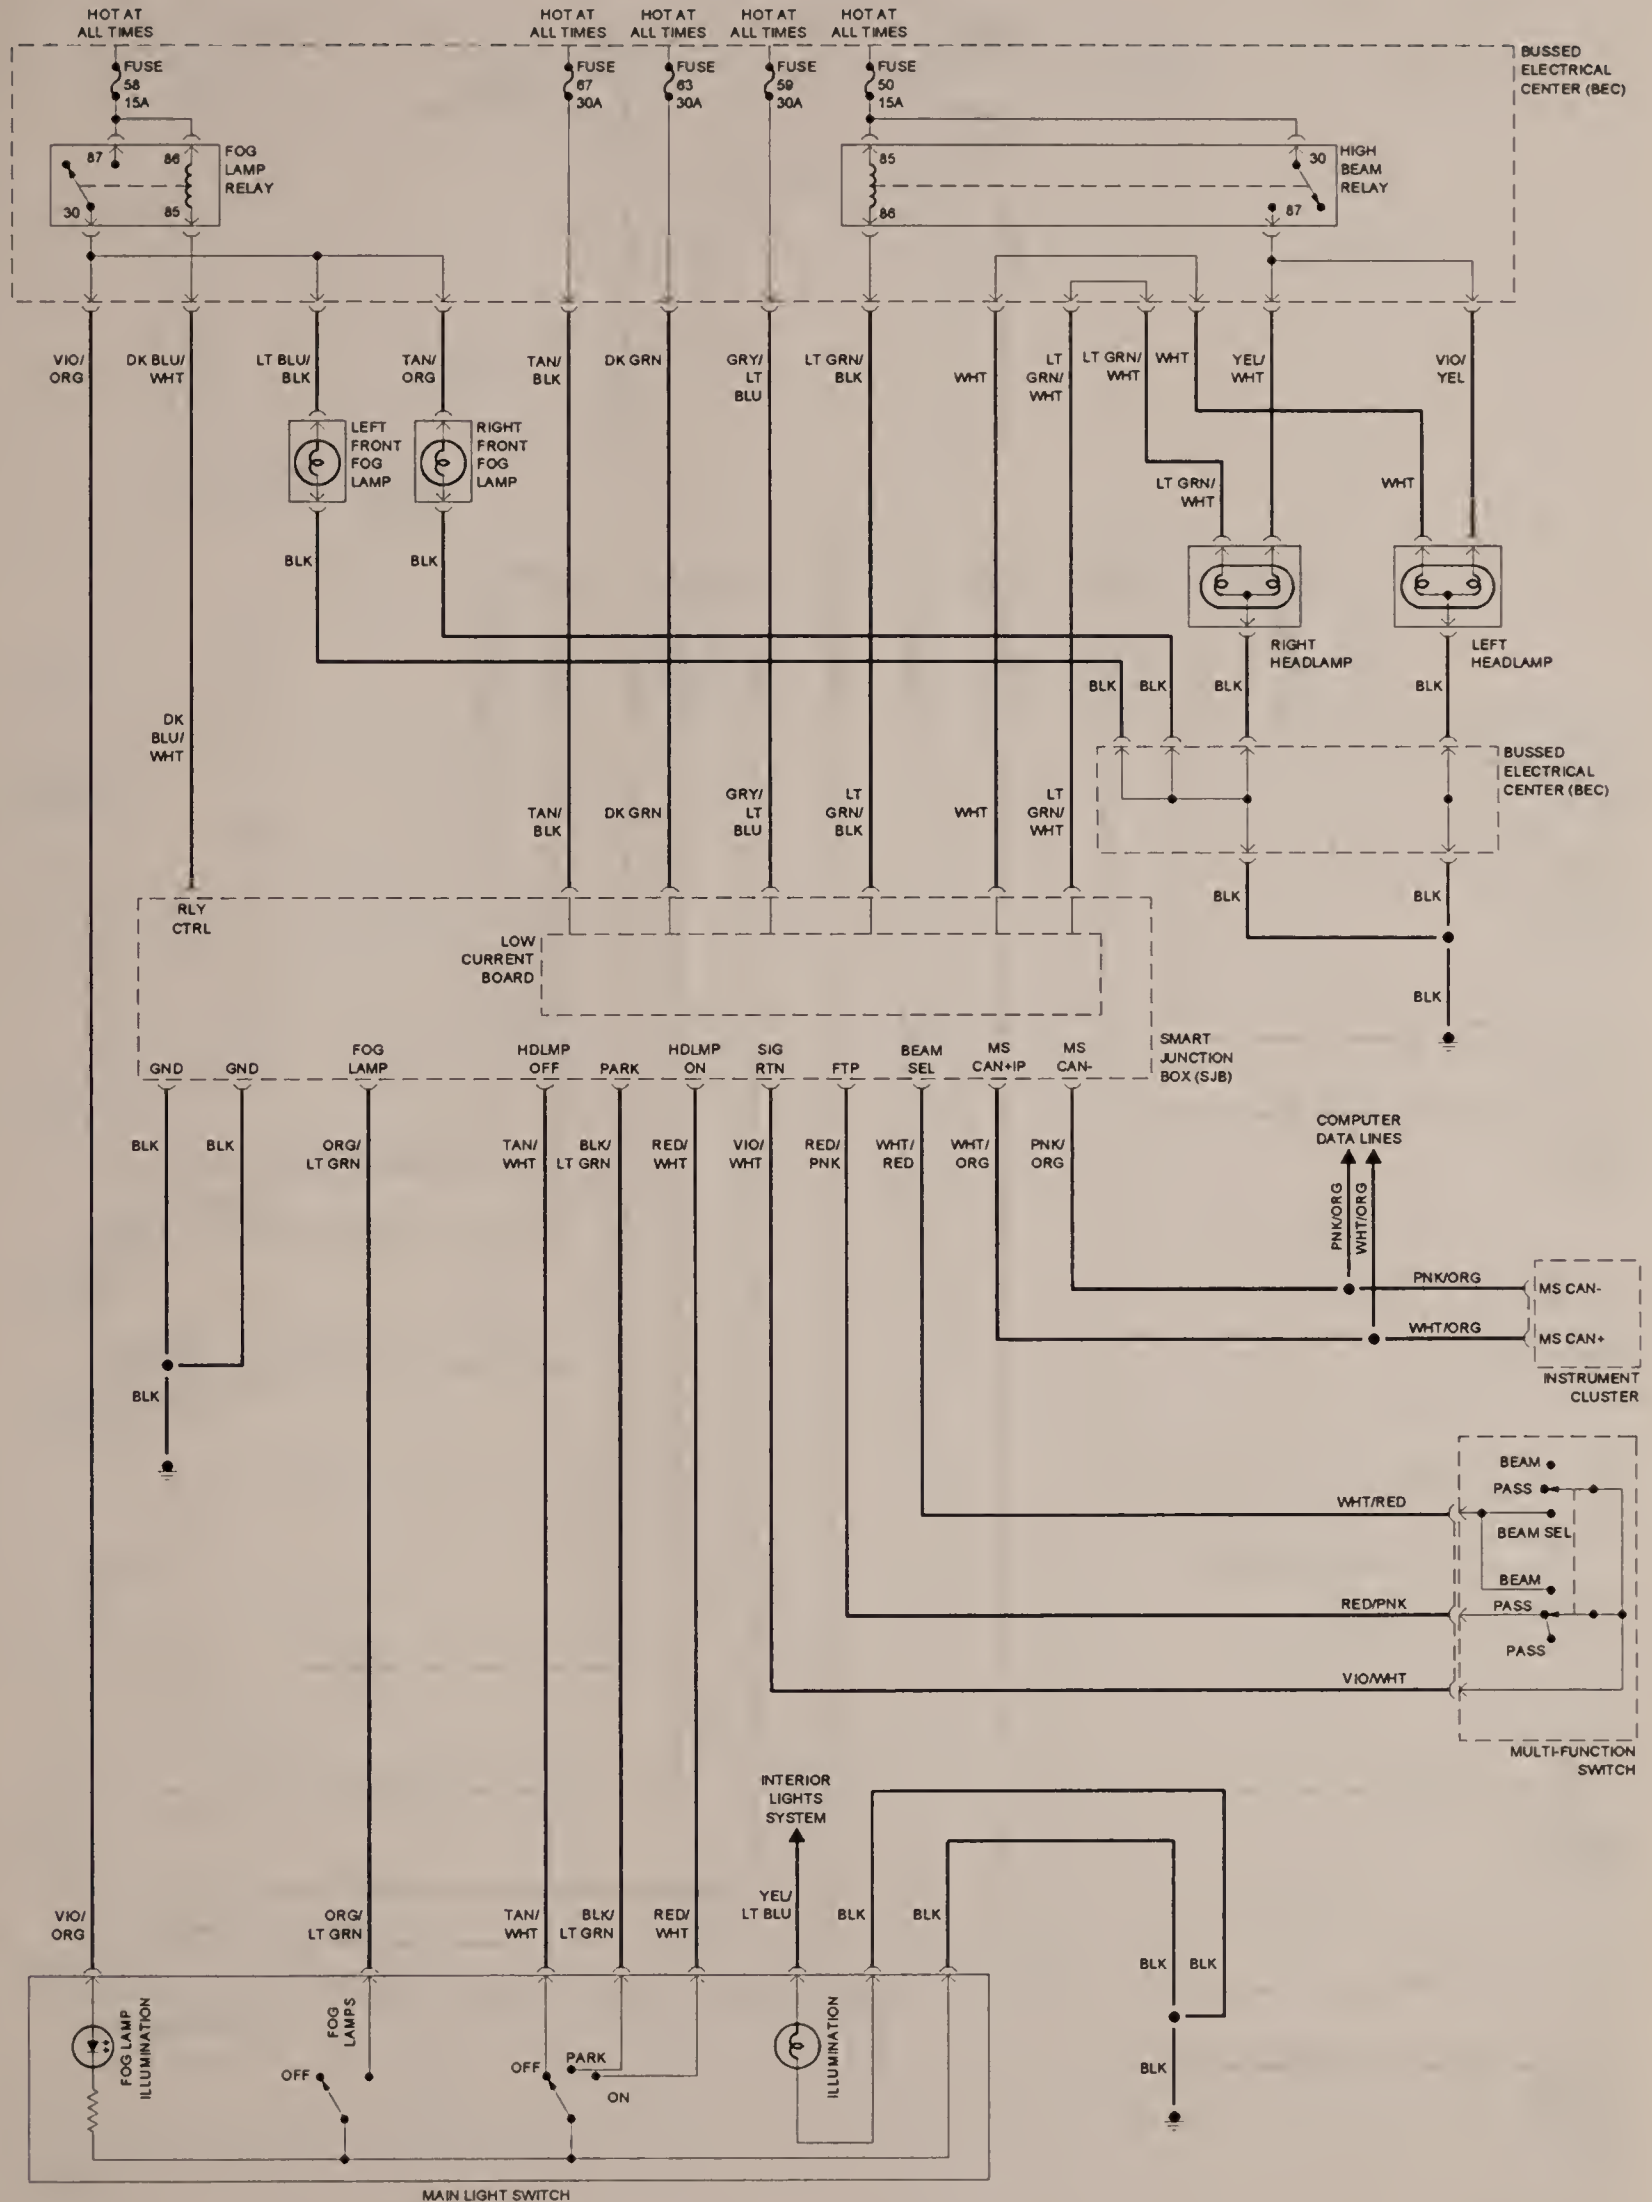 HOT AT
ALL TIMES
HOT AT
ALL TIMES
HOT AT
ALL TIMES
HOT AT
ALL TIMES
HOT AT
ALL TIMES
FUSE
58
15A
FUSE
67
30A
FUSE
63
30A
FUSE
59
30A
FUSE
50
15A
BUSSED
ELECTRICAL
CENTER (BEC)
87
86
30
85
FOG
LAMP
RELAY
85
86
30
87
HIGH
BEAM
RELAY
VIO/
ORG
DK BLU/
WHT
LT BLU/
BLK
TAN/
ORG
TAN/
BLK
DK GRN
GRY/
LT
BLU
LT GRN/
BLK
WHT
LT
GRN/
WHT
LT GRN/
WHT
WHT
YEL/
WHT
VIO/
YEL
LEFT
FRONT
FOG
LAMP
RIGHT
FRONT
FOG
LAMP
LT GRN/
WHT
WHT
BLK
BLK
RIGHT
HEADLAMP
LEFT
HEADLAMP
BLK
BLK
BLK
BLK
DK
BLU/
WHT
TAN/
BLK
DK GRN
GRY/
LT
BLU
LT
GRN/
BLK
WHT
LT
GRN/
WHT
BUSSED
ELECTRICAL
CENTER (BEC)
BLK
BLK
BLK
RLY
CTRL
LOW
CURRENT
BOARD
GND
GND
FOG
LAMP
HDLMP
OFF
PARK
HDLMP
ON
SIG
RTN
FTP
BEAM
SEL
MS
CAN+IP
MS
CAN-
SMART
JUNCTION
BOX (SJB)
BLK
BLK
ORG/
LT GRN
TAN/
WHT
BLK/
LT GRN
RED/
WHT
VIO/
WHT
RED/
PNK
WHT/
RED
WHT/
ORG
PNK/
ORG
COMPUTER
DATA LINES
PNK/ORG
WHT/ORG
PNK/ORG
MS CAN-
WHT/ORG
MS CAN+
INSTRUMENT
CLUSTER
BLK
WHT/RED
RED/PNK
VIO/WHT
BEAM
PASS
BEAM SEL
BEAM
PASS
PASS
MULTI-FUNCTION
SWITCH
INTERIOR
LIGHTS
SYSTEM
VIO/
ORG
ORG/
LT GRN
TAN/
WHT
BLK/
LT GRN
RED/
WHT
YEL/
LT BLU
BLK
BLK
BLK
BLK
BLK
FOG LAMP
ILLUMINATION
FOG
LAMPS
OFF
OFF
PARK
ON
ILLUMINATION
MAIN LIGHT SWITCH